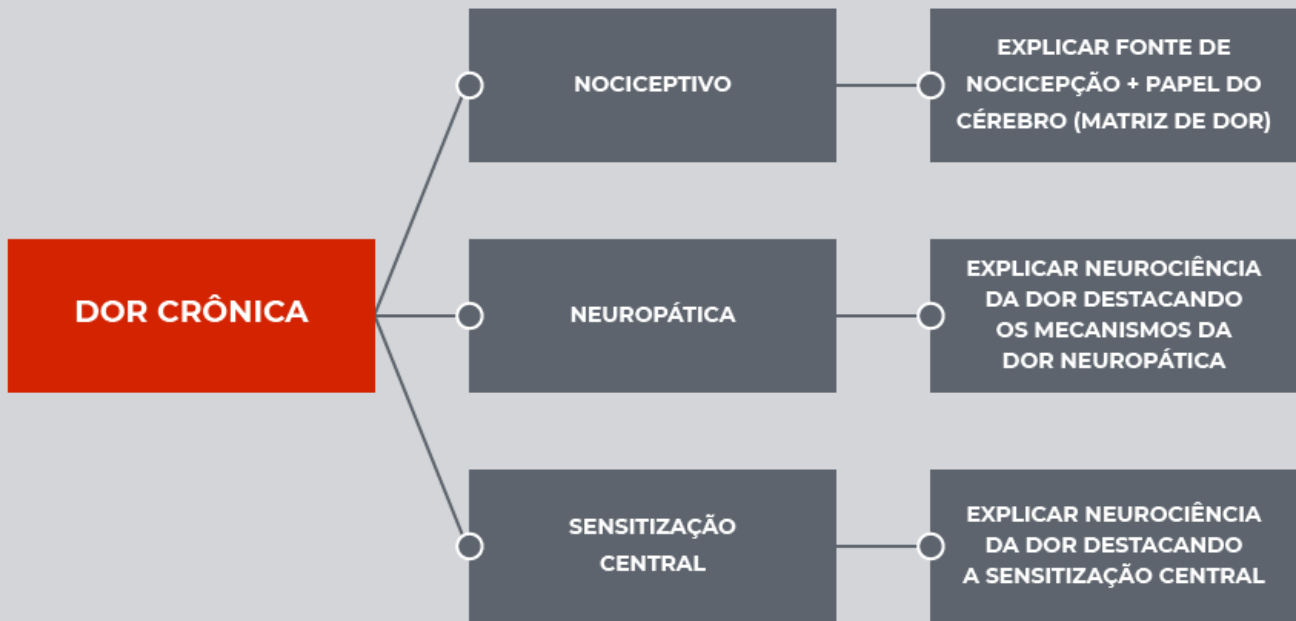 DOR CRÔNICA
NOCICEPTIVO
EXPLICAR FONTE DE
NOCICEPÇÃO + PAPEL DO
CÉREBRO (MATRIZ DE DOR)
NEUROPÁTICA
EXPLICAR NEUROCIÊNCIA
DA DOR DESTACANDO
OS MECANISMOS DA
DOR NEUROPÁTICA
SENSITIZAÇÃO
CENTRAL
EXPLICAR NEUROCIÊNCIA
DA DOR DESTACANDO
A SENSITIZAÇÃO CENTRAL